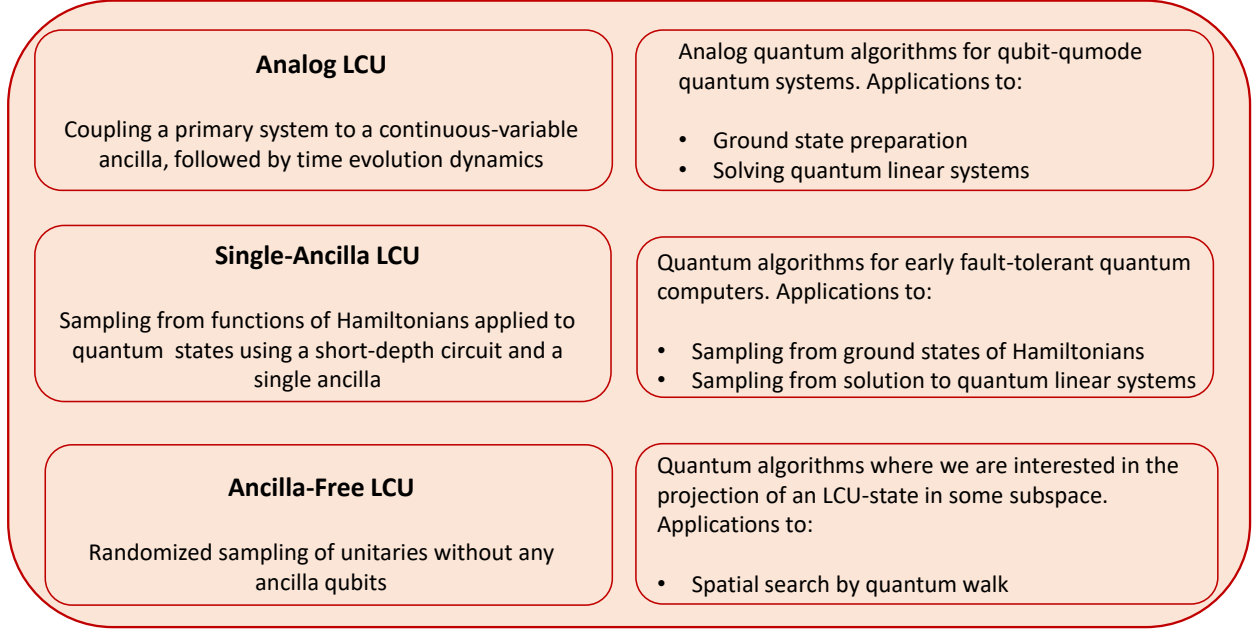 Analog LCU
Coupling a primary system to a continuous-variable
ancilla, followed by time evolution dynamics
Analog quantum algorithms for qubit-qumode
quantum systems. Applications to:
• Ground state preparation
• Solving quantum linear systems
Single-Ancilla LCU
Sampling from functions of Hamiltonians applied to
quantum states using a short-depth circuit and a
single ancilla
Quantum algorithms for early fault-tolerant quantum
computers. Applications to:
• Sampling from ground states of Hamiltonians
• Sampling from solution to quantum linear systems
Ancilla-Free LCU
Randomized sampling of unitaries without any
ancilla qubits
Quantum algorithms where we are interested in the
projection of an LCU-state in some subspace.
Applications to:
• Spatial search by quantum walk